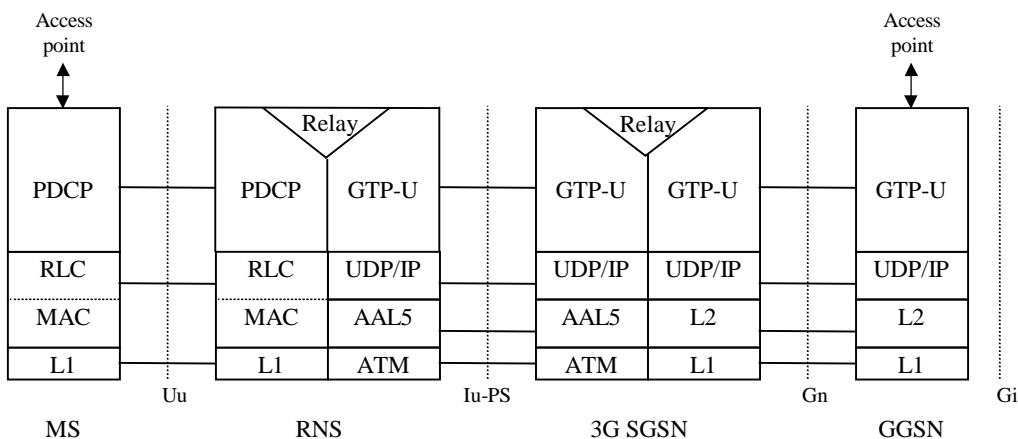 Access
point
Access
point
Relay
Relay
PDCP
PDCP
GTP-U
GTP-U
GTP-U
GTP-U
RLC
RLC
UDP/IP
UDP/IP
UDP/IP
UDP/IP
MAC
MAC
AAL5
AAL5
L2
L2
L1
L1
ATM
ATM
L1
L1
Uu
Iu-PS
Gn
Gi
MS
RNS
3G SGSN
GGSN